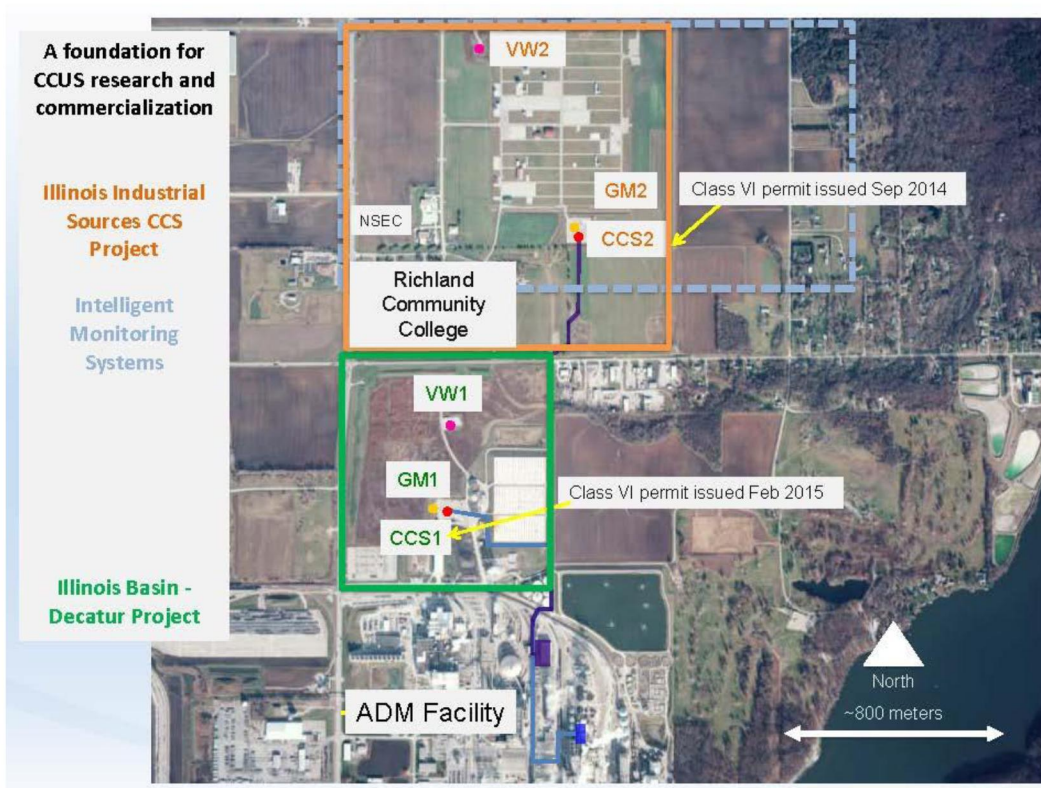 A foundation for
CCUS research and
commercialization
Illinois Industrial
Sources CCS
Project
Intelligent
Monitoring
Systems
Illinois Basin -
Decatur Project
VW2
GM2
Class VI permit issued Sep 2014
NSEC
CCS2
Richland
Community
College
VW1
GM1
Class VI permit issued Feb 2015
CCS1
ADM Facility
North
~800 meters